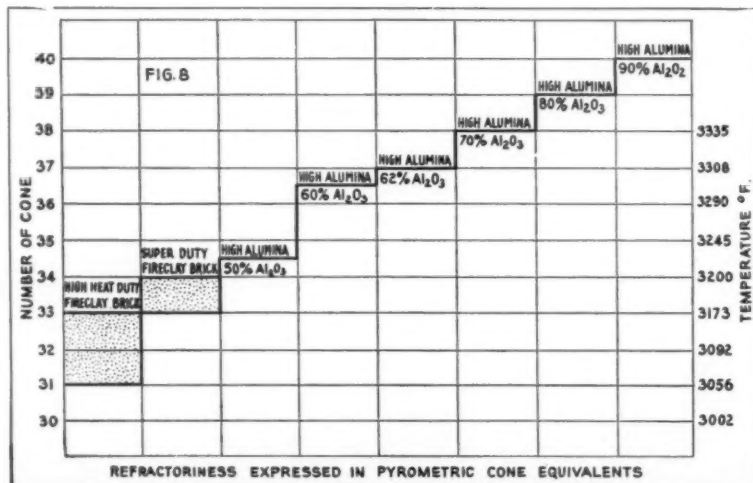 FIG. 8
NUMBER OF CONE
40
39
38
37
36
35
34
33
32
31
30
HIGH HEAT DUTY
FIRECLAY BRICK
SUPER DUTY
FIRECLAY BRICK
HIGH ALUMINA
50% Al₂O₃
HIGH ALUMINA
60% Al₂O₃
HIGH ALUMINA
62% Al₂O₃
HIGH ALUMINA
70% Al₂O₃
HIGH ALUMINA
80% Al₂O₃
HIGH ALUMINA
90% Al₂O₂
3335
3308
3290
3245
3200
3173
3092
3056
3002
TEMPERATURE °F.
REFRACTORINESS EXPRESSED IN PYROMETRIC CONE EQUIVALENTS